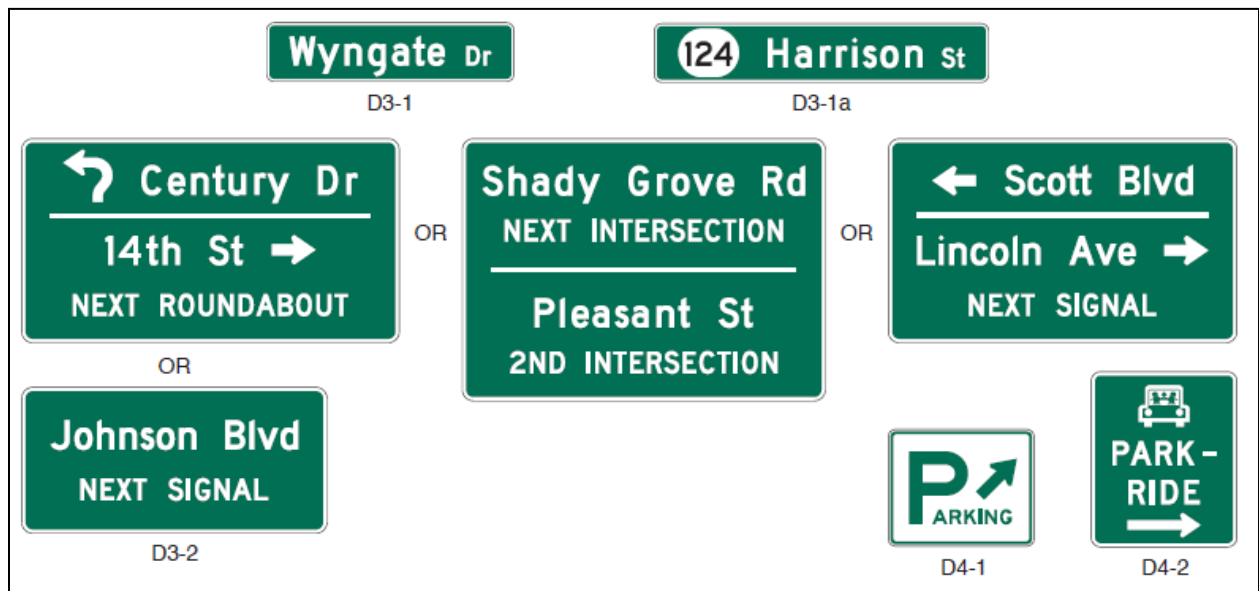 Wyngate Dr
D3-1
124 Harrison St
D3-1a
Century Dr
14th St
NEXT ROUNDABOUT
OR
Shady Grove Rd
NEXT INTERSECTION
Pleasant St
2ND INTERSECTION
OR
Scott Blvd
Lincoln Ave
NEXT SIGNAL
OR
Johnson Blvd
NEXT SIGNAL
D3-2
PARKING
D4-1
PARK-
RIDE
D4-2